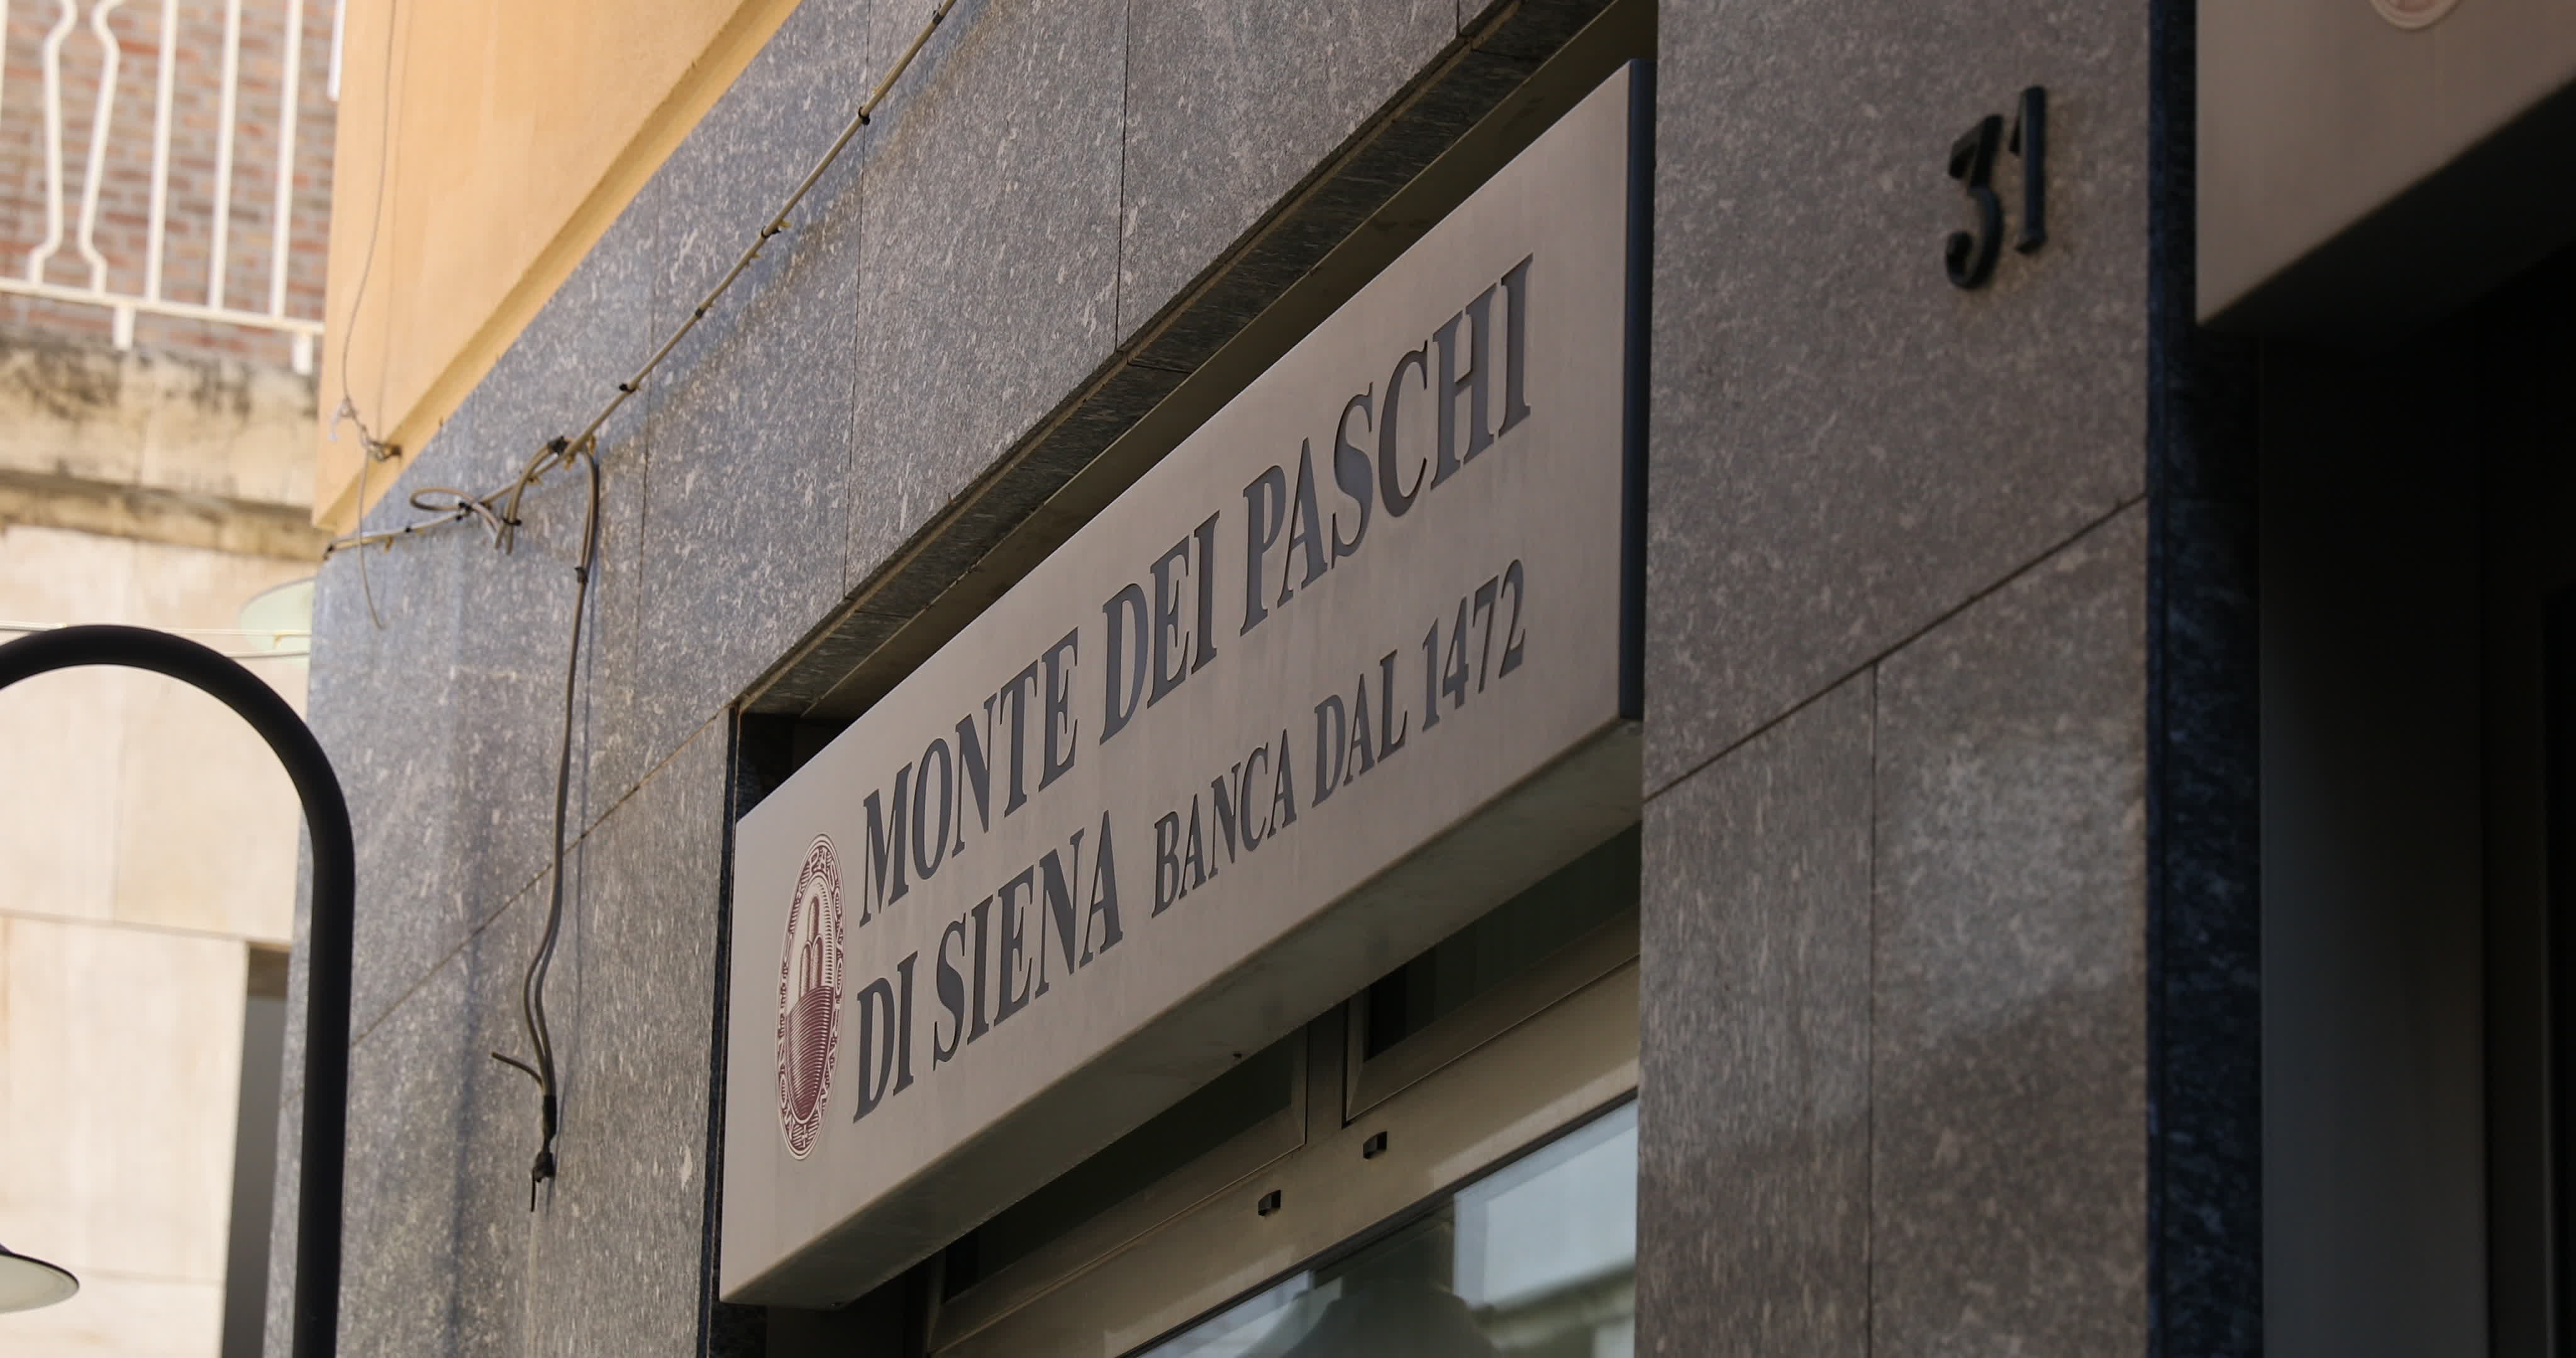 MONTE DEI PASCHI
DI SIENA BANCA DAL 1472
31